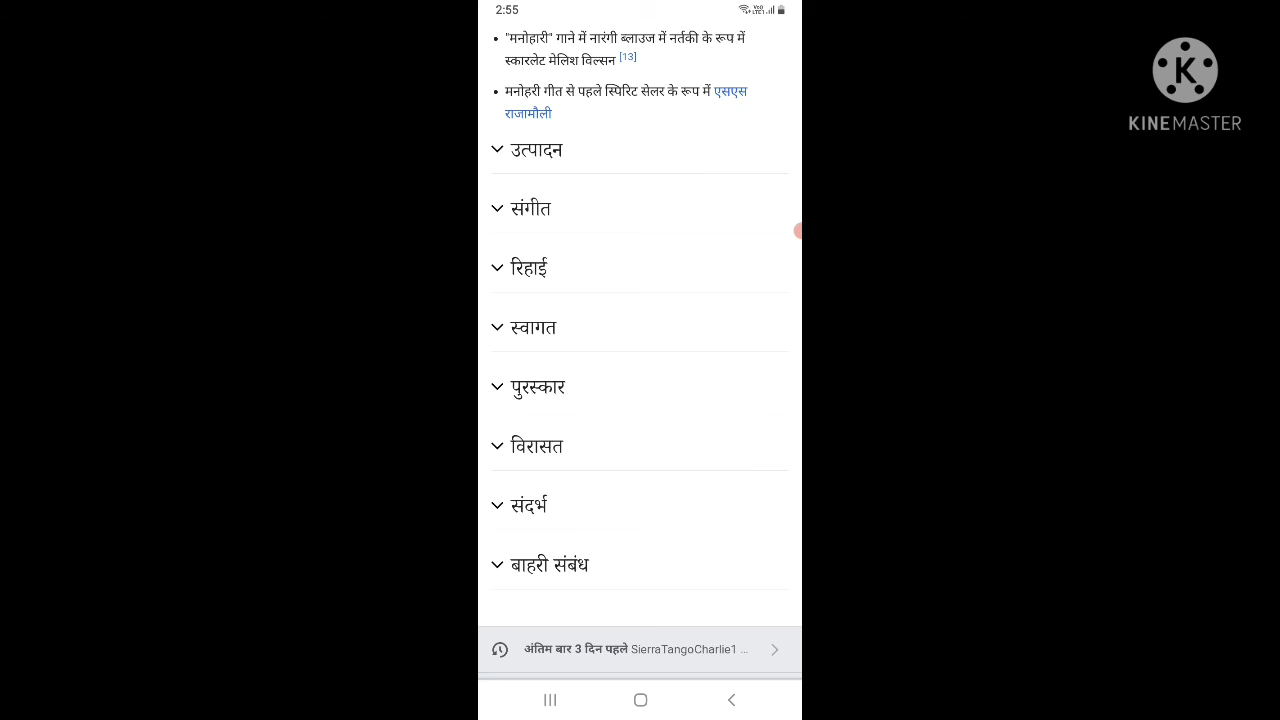 2:55
"मनोहारी" गाने में नारंगी ब्लाउज में नर्तकी के रूप में
स्कारलेट मेलिश विल्सन [13]
मनोहरी गीत से पहले स्पिरिट सेलर के रूप में एसएस
राजामौली
उत्पादन
संगीत
रिहाई
स्वागत
पुरस्कार
विरासत
संदर्भ
बाहरी संबंध
अंतिम बार 3 दिन पहले SierraTangoCharlie1 ...
K
KINEMASTER